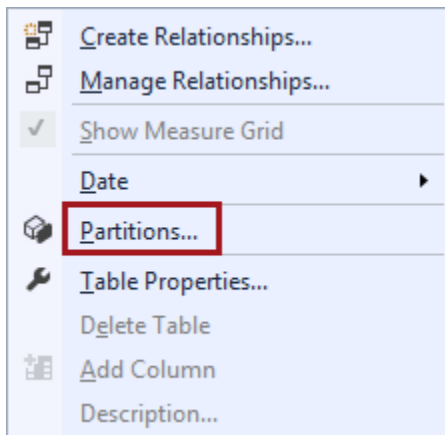 Create Relationships...
Manage Relationships...
Show Measure Grid
Date
Partitions...
Table Properties...
Delete Table
Add Column
Description...